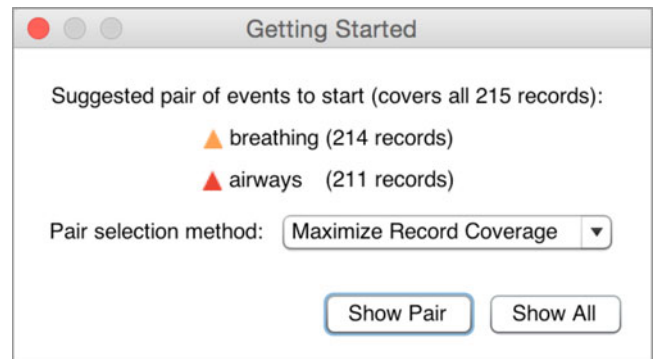 Getting Started
Suggested pair of events to start (covers all 215 records):
breathing (214 records)
airways (211 records)
Pair selection method: Maximize Record Coverage
Show Pair Show All